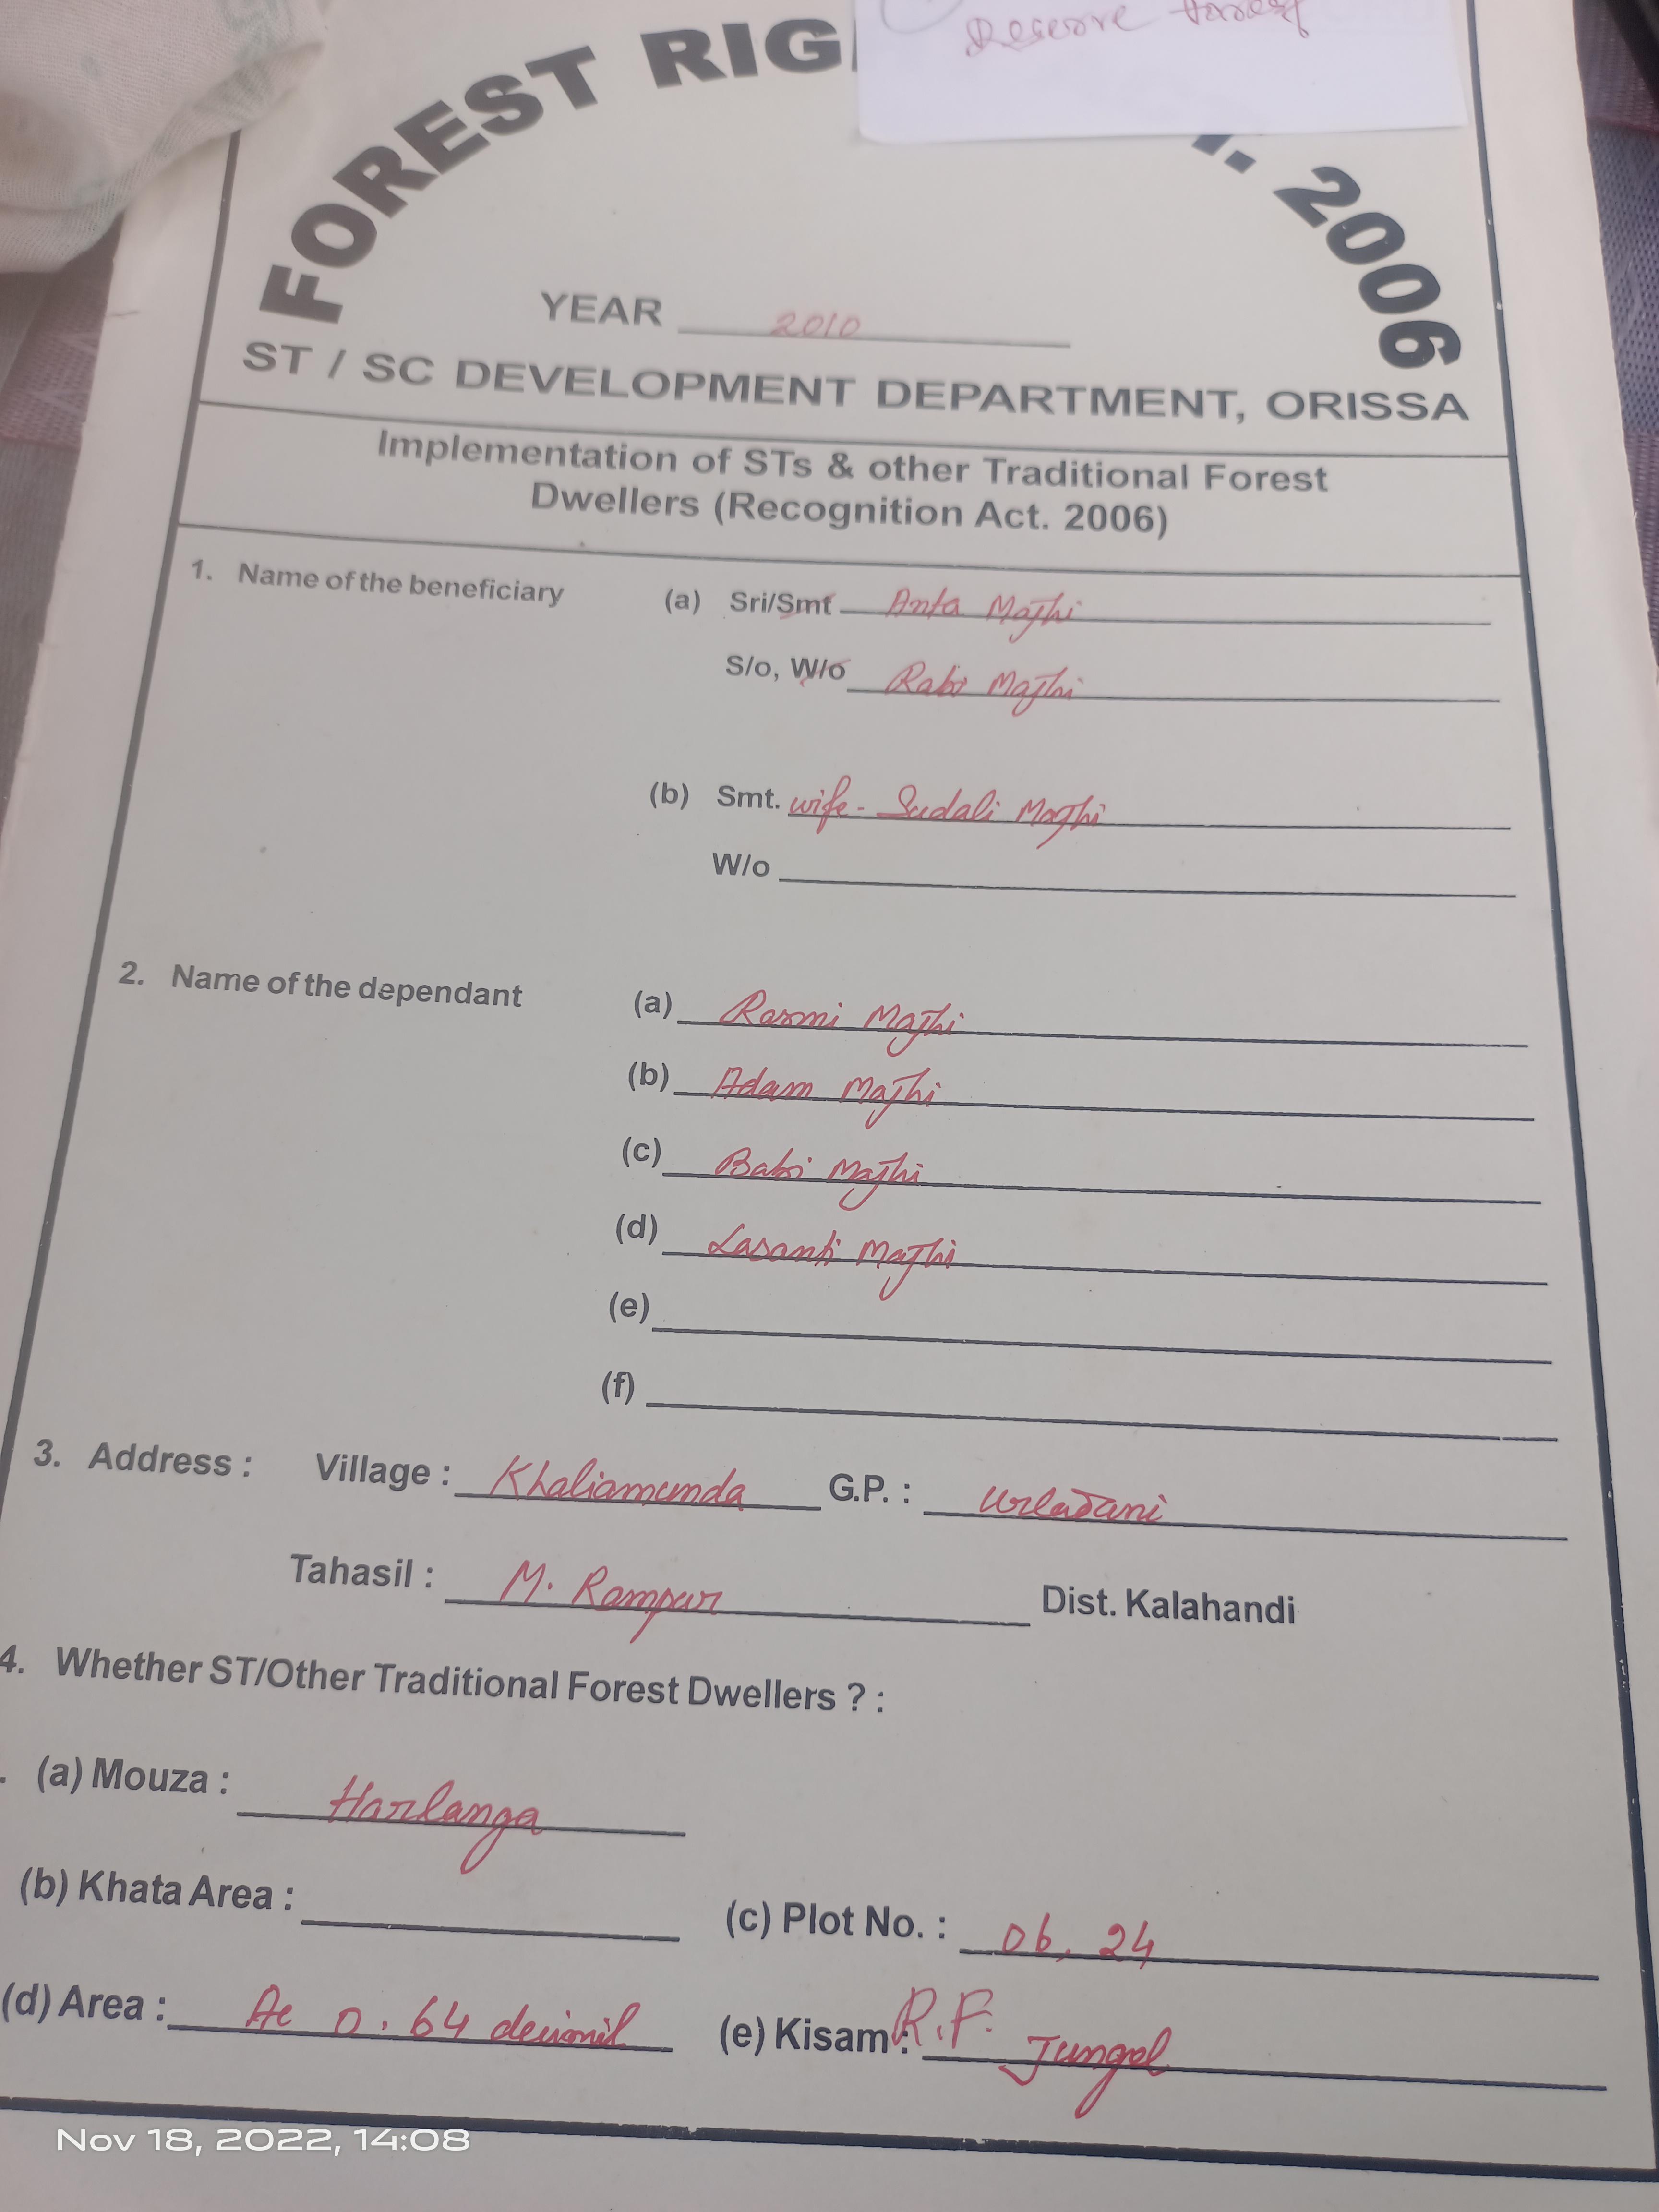 Reserve forest
FOREST RIG . 2006
YEAR 2010
ST / SC DEVELOPMENT DEPARTMENT, ORISSA
Implementation of STs & other Traditional Forest
Dwellers (Recognition Act. 2006)
1. Name of the beneficiary (a) Sri/Smt Anta Majhi
S/o, W/o Rabi Majhi
(b) Smt. wife - Sudali Majhi
W/o
2. Name of the dependant (a) Rasmi Majhi
(b) Adam Majhi
(c) Babi Majhi
(d) Lasanti Majhi
(e)
(f)
3. Address : Village : Khaliamunda G.P. : Urladani
Tahasil : M. Rampur Dist. Kalahandi
4. Whether ST/Other Traditional Forest Dwellers ? :
. (a) Mouza : Harlanga
(b) Khata Area : (c) Plot No. : 06, 24
(d) Area : Ac 0.64 decimil (e) Kisam : R.F. Jungal
Nov 18, 2022, 14:08